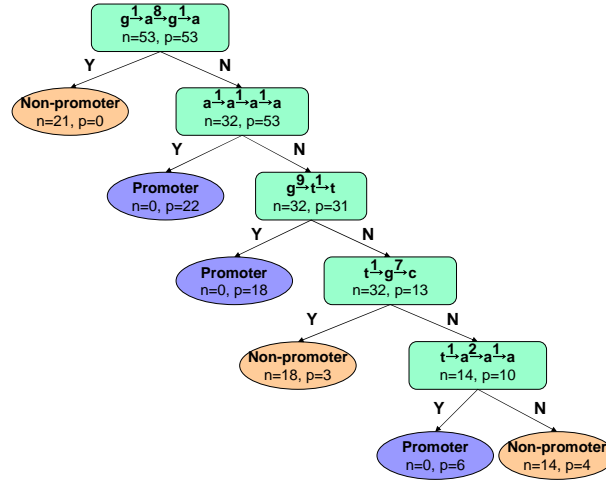 g 1→ a 8→ g 1→ a
n=53, p=53
Y
N
Non-promoter
n=21, p=0
a 1→ a 1→ a 1→ a
n=32, p=53
Y
N
Promoter
n=0, p=22
g 9→ t 1→ t
n=32, p=31
Y
N
Promoter
n=0, p=18
t 1→ g 7→ c
n=32, p=13
Y
N
Non-promoter
n=18, p=3
t 1→ a 2→ a 1→ a
n=14, p=10
Y
N
Promoter
n=0, p=6
Non-promoter
n=14, p=4